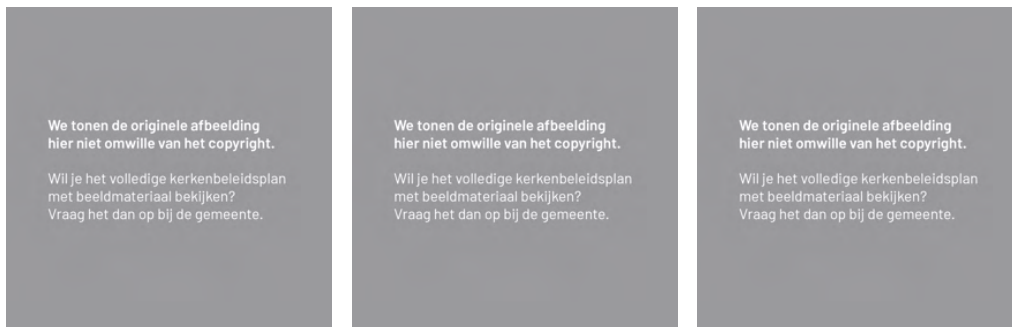 We tonen de originele afbeelding
hier niet omwille van het copyright.
Wil je het volledige kerkenbeleidsplan
met beeldmateriaal bekijken?
Vraag het dan op bij de gemeente.
We tonen de originele afbeelding
hier niet omwille van het copyright.
Wil je het volledige kerkenbeleidsplan
met beeldmateriaal bekijken?
Vraag het dan op bij de gemeente.
We tonen de originele afbeelding
hier niet omwille van het copyright.
Wil je het volledige kerkenbeleidsplan
met beeldmateriaal bekijken?
Vraag het dan op bij de gemeente.